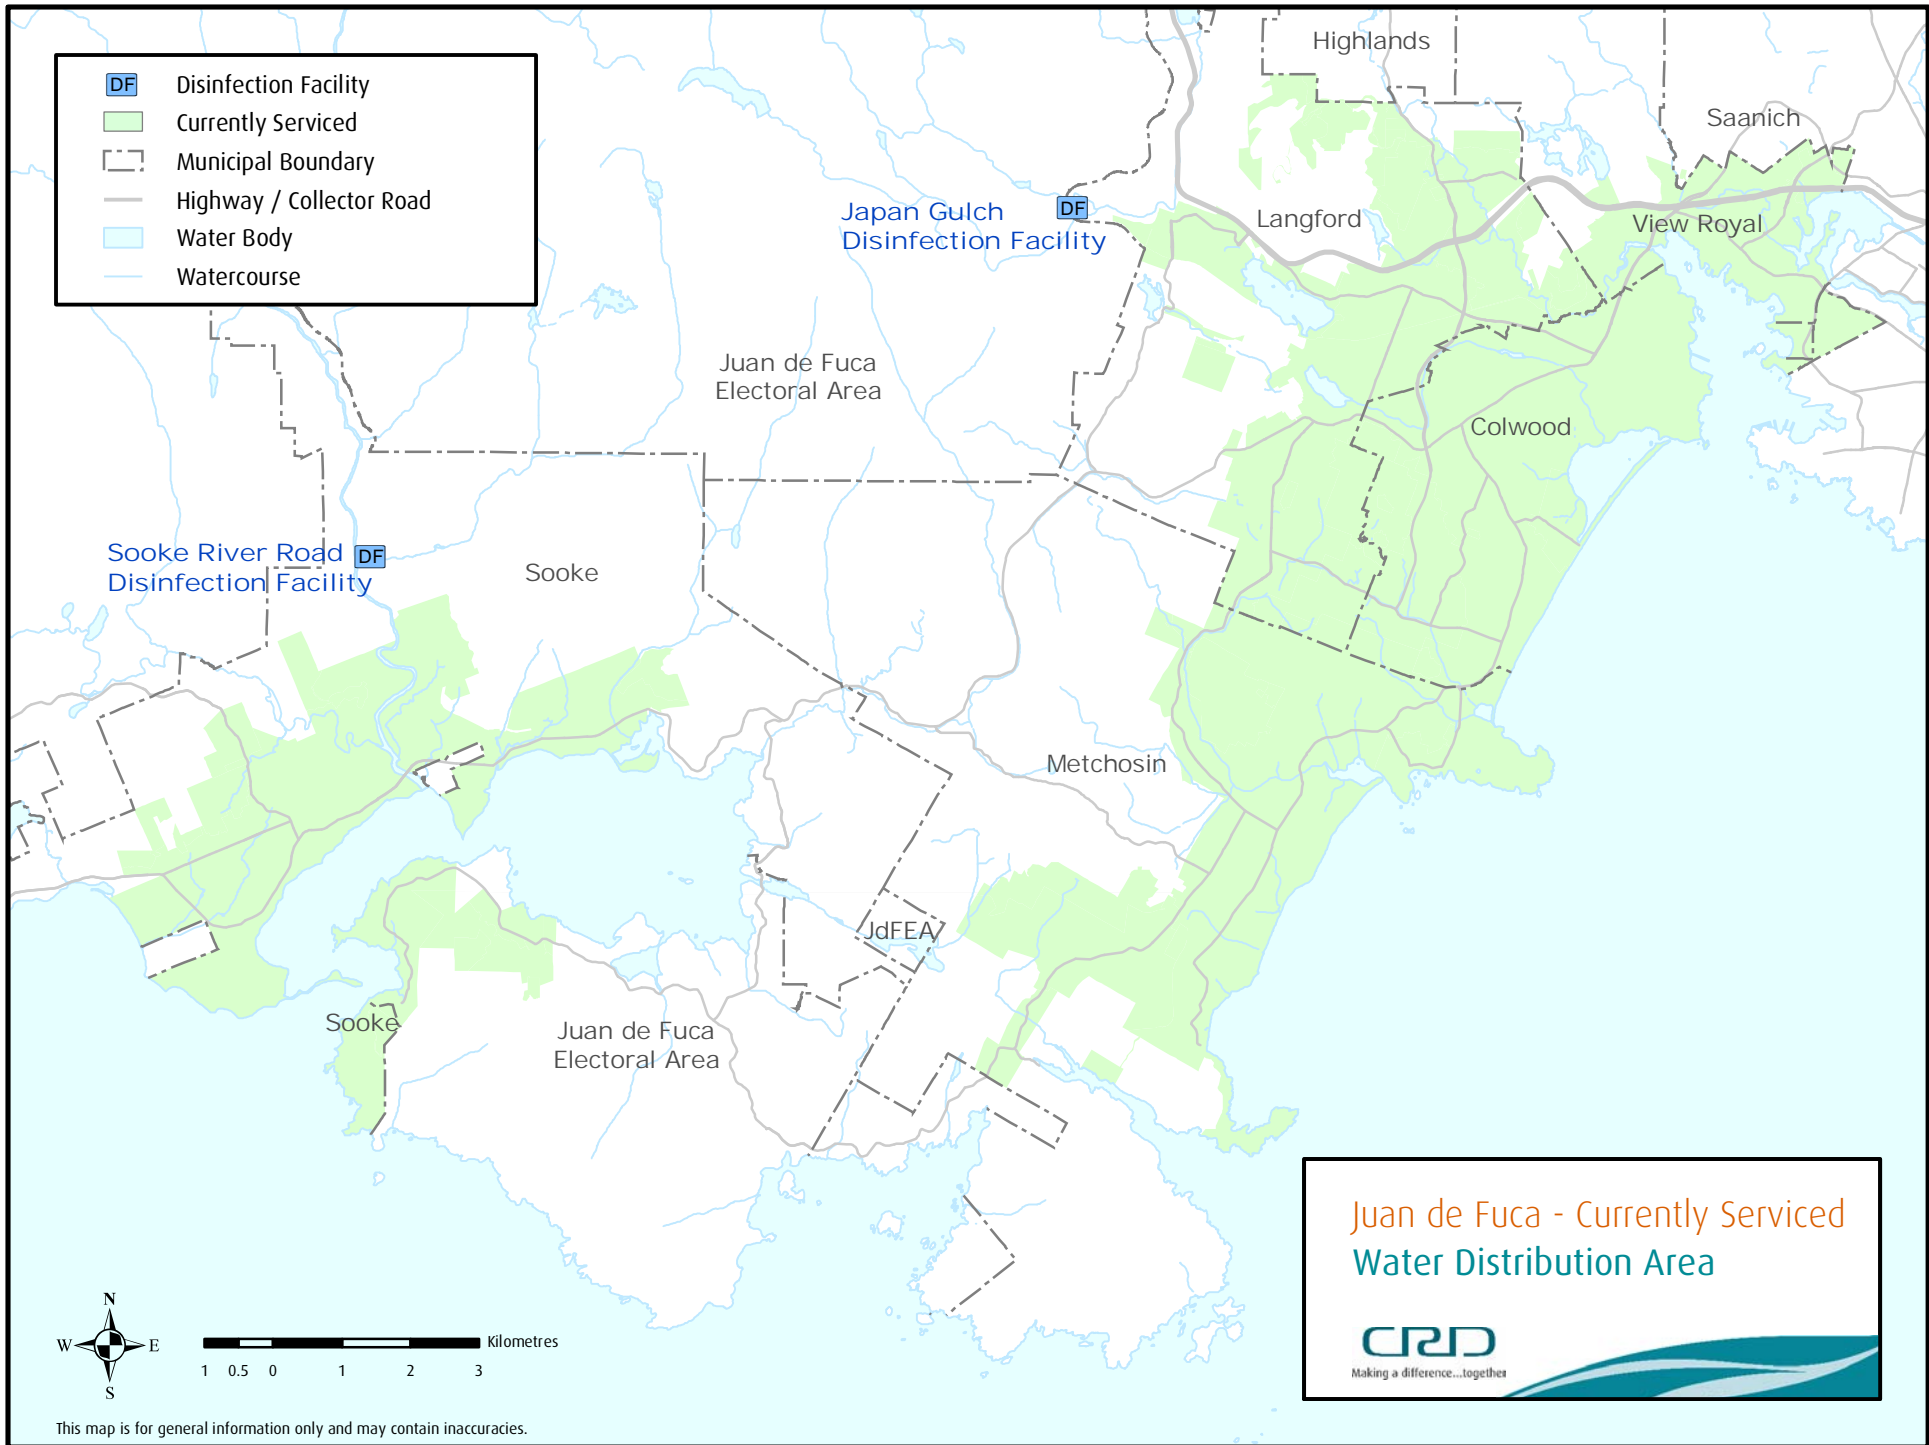 DF Disinfection Facility
Currently Serviced
Municipal Boundary
Highway / Collector Road
Water Body
Watercourse
Highlands
Saanich
Japan Gulch
Disinfection Facility
DF
Langford
View Royal
Juan de Fuca
Electoral Area
Colwood
Sooke River Road
Disinfection Facility
DF
Sooke
Metchosin
JdFEA
Sooke
Juan de Fuca
Electoral Area
Juan de Fuca - Currently Serviced
Water Distribution Area
CRD
Making a difference...together
N
W E
S
Kilometres
1 0.5 0 1 2 3
This map is for general information only and may contain inaccuracies.